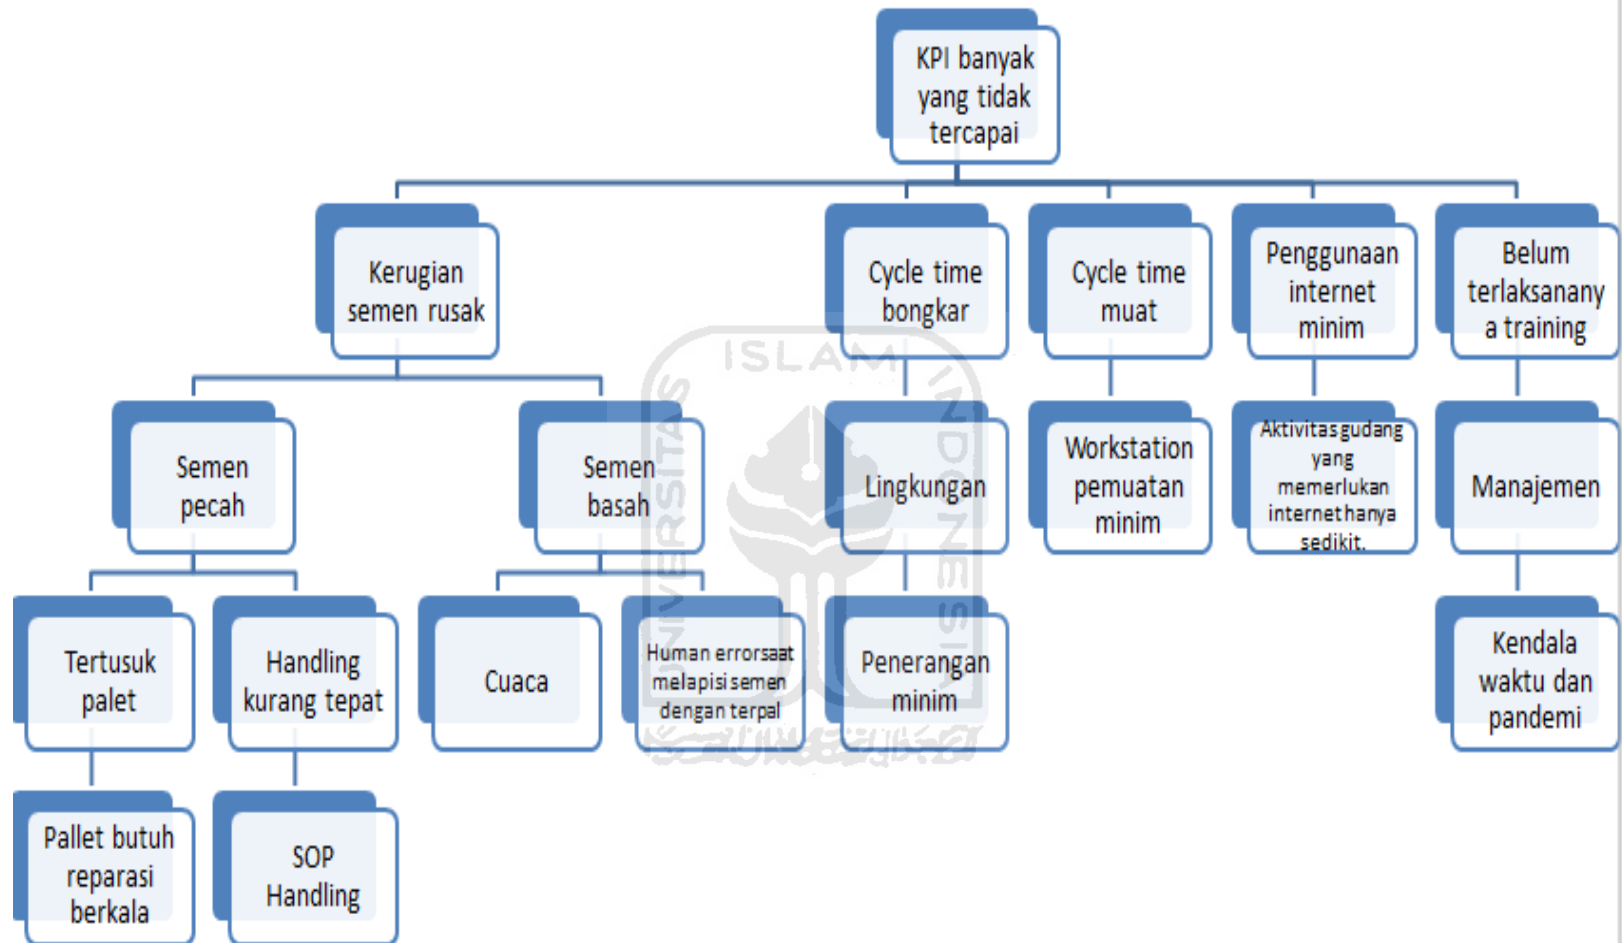 KPI banyak
yang tidak
tercapai
Kerugian
semen rusak
Cycle time
bongkar
Cycle time
muat
Penggunaan
internet
minim
Belum
terlaksanany
a training
Semen
pecah
Semen
basah
Lingkungan
Workstation
pemuatan
minim
Aktivitas gudang
yang
memerlukan
internet hanya
sedikit.
Manajemen
Tertusuk
palet
Handling
kurang tepat
Cuaca
Human error saat
melapisi semen
dengan terpal
Penerangan
minim
Kendala
waktu dan
pandemi
Pallet butuh
reparasi
berkala
SOP
Handling
UNIVERSITAS
ISLAM
INDONESIA